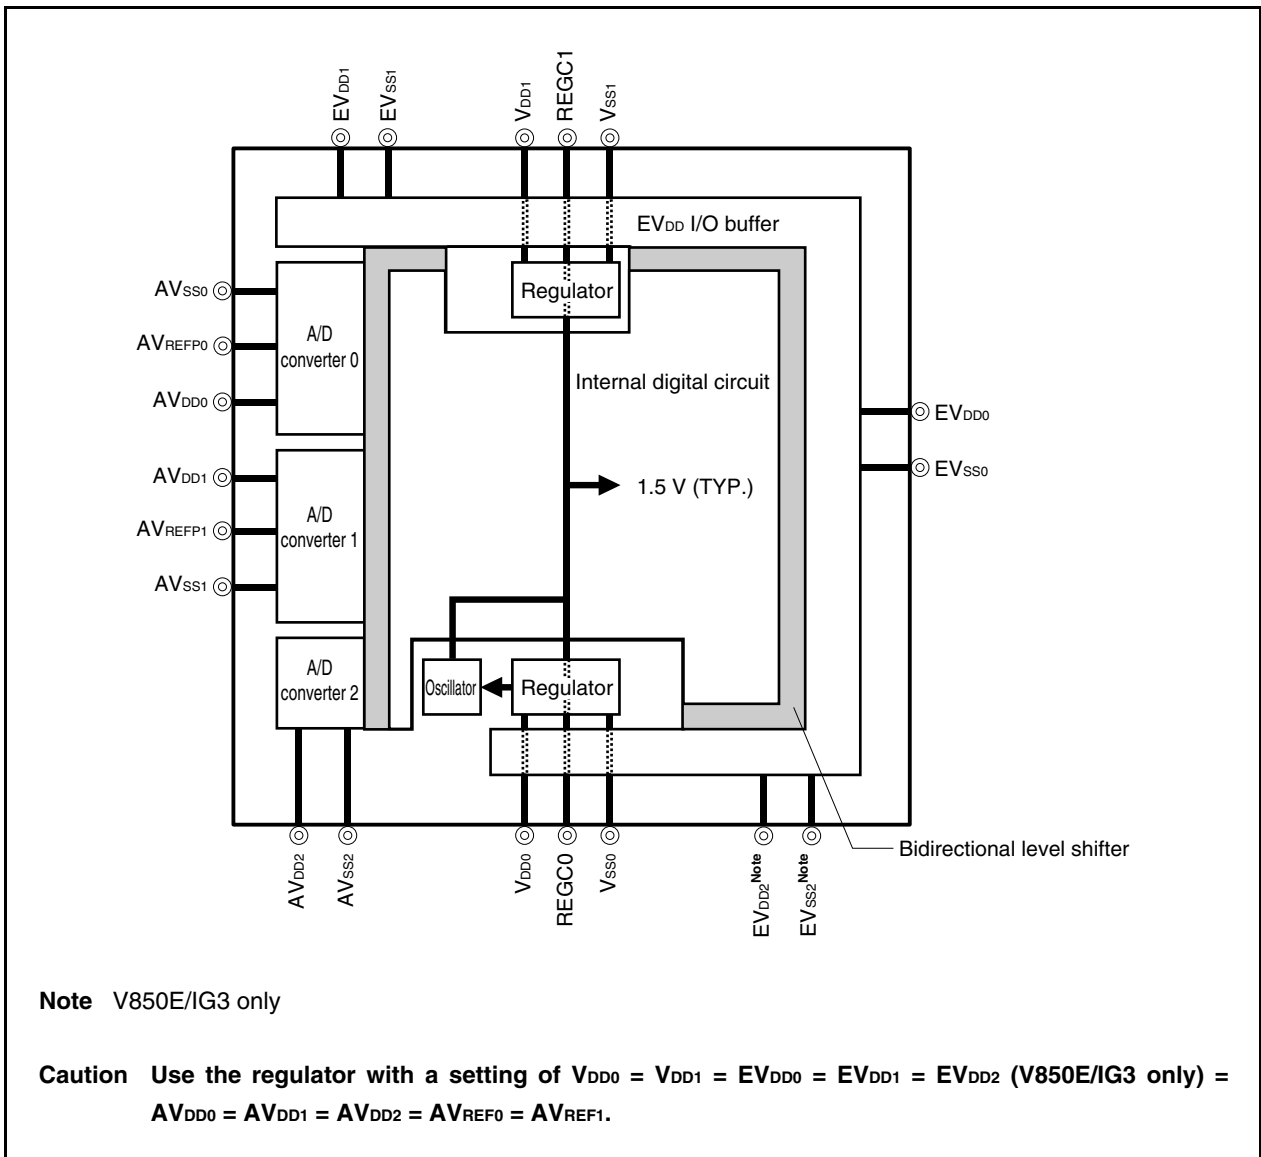 EVDD1
EVSS1
VDD1
REGC1
VSS1
EVDD I/O buffer
AVSS0
AVREFP0
AVDD0
A/D
converter 0
Regulator
Internal digital circuit
EVDD0
EVSS0
AVDD1
AVREFP1
AVSS1
A/D
converter 1
1.5 V (TYP.)
A/D
converter 2
Oscillator
Regulator
Bidirectional level shifter
AVDD2
AVSS2
VDD0
REGC0
VSS0
EVDD2Note
EVSS2Note
Note V850E/IG3 only
Caution Use the regulator with a setting of VDD0 = VDD1 = EVDD0 = EVDD1 = EVDD2 (V850E/IG3 only) =
AVDD0 = AVDD1 = AVDD2 = AVREF0 = AVREF1.